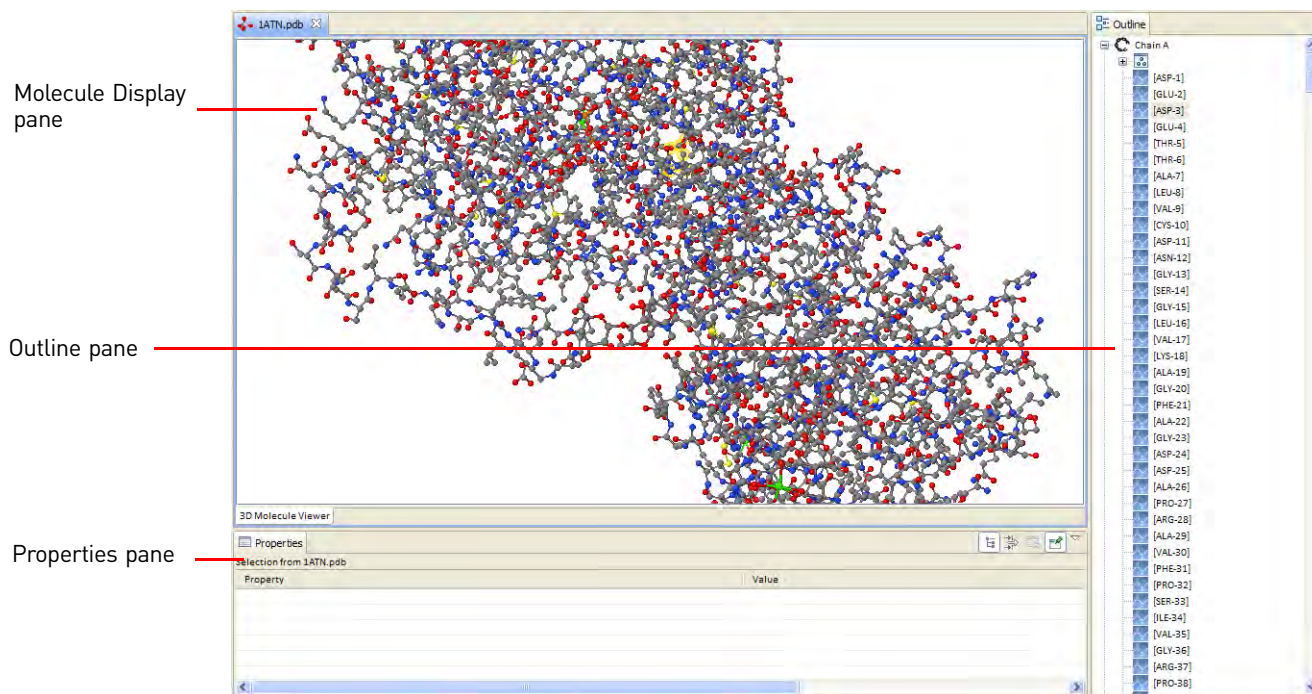 1ATN.pdb
Outline
Chain A
[ASP-1]
[GLU-2]
[ASP-3]
[GLU-4]
[THR-5]
[THR-6]
[ALA-7]
[LEU-8]
[VAL-9]
[CYS-10]
[ASP-11]
[ASN-12]
[GLY-13]
[SER-14]
[GLY-15]
[LEU-16]
[VAL-17]
[LYS-18]
[ALA-19]
[GLY-20]
[PHE-21]
[ALA-22]
[GLY-23]
[ASP-24]
[ASP-25]
[ALA-26]
[PRO-27]
[ARG-28]
[ALA-29]
[VAL-30]
[PHE-31]
[PRO-32]
[SER-33]
[ILE-34]
[VAL-35]
[GLY-36]
[ARG-37]
[PRO-38]
Molecule Display
pane
Outline pane
Properties pane
3D Molecule Viewer
Properties
Selection from 1ATN.pdb
Property Value